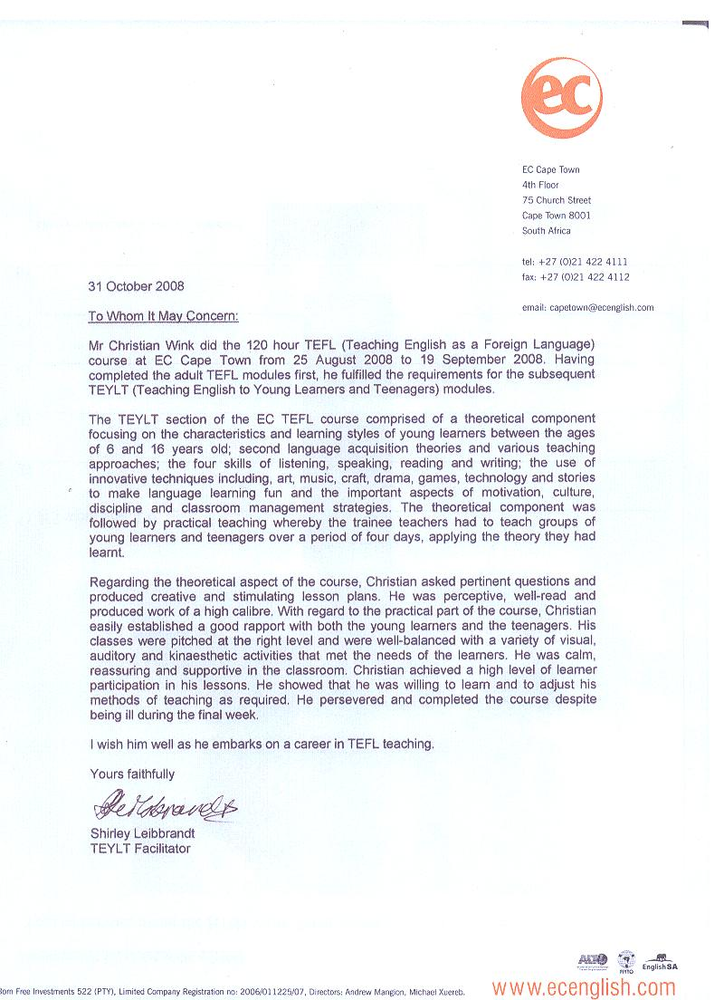 ec
EC Cape Town
4th Floor
75 Church Street
Cape Town 8001
South Africa
tel: +27 (0)21 422 4111
fax: +27 (0)21 422 4112
email: capetown@ecenglish.com
31 October 2008
To Whom It May Concern:
Mr Christian Wink did the 120 hour TEFL (Teaching English as a Foreign Language)
course at EC Cape Town from 25 August 2008 to 19 September 2008. Having
completed the adult TEFL modules first, he fulfilled the requirements for the subsequent
TEYLT (Teaching English to Young Learners and Teenagers) modules.
The TEYLT section of the EC TEFL course comprised of a theoretical component
focusing on the characteristics and learning styles of young learners between the ages
of 6 and 16 years old; second language acquisition theories and various teaching
approaches; the four skills of listening, speaking, reading and writing; the use of
innovative techniques including, art, music, craft, drama, games, technology and stories
to make language learning fun and the important aspects of motivation, culture,
discipline and classroom management strategies. The theoretical component was
followed by practical teaching whereby the trainee teachers had to teach groups of
young learners and teenagers over a period of four days, applying the theory they had
learnt.
Regarding the theoretical aspect of the course, Christian asked pertinent questions and
produced creative and stimulating lesson plans. He was perceptive, well-read and
produced work of a high calibre. With regard to the practical part of the course, Christian
easily established a good rapport with both the young learners and the teenagers. His
classes were pitched at the right level and were well-balanced with a variety of visual,
auditory and kinaesthetic activities that met the needs of the learners. He was calm,
reassuring and supportive in the classroom. Christian achieved a high level of learner
participation in his lessons. He showed that he was willing to learn and to adjust his
methods of teaching as required. He persevered and completed the course despite
being ill during the final week.
I wish him well as he embarks on a career in TEFL teaching.
Yours faithfully
Shirley Leibbrandt
TEYLT Facilitator
ALTO
FIYTO
EnglishSA
Born Free Investments 522 (PTY), Limited Company Registration no: 2006/011225/07, Directors: Andrew Mangion, Michael Xuereb.
www.ecenglish.com